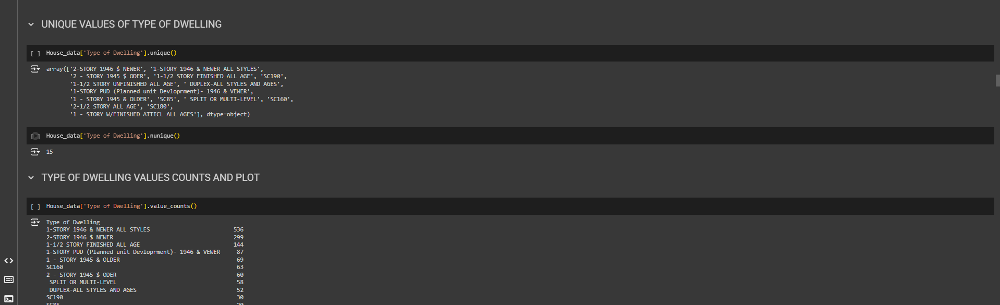 UNIQUE VALUES OF TYPE OF DWELLING
[ ] House_data['Type of Dwelling'].unique()
array(['2-STORY 1946 $ NEWER', '1-STORY 1946 & NEWER ALL STYLES',
'2 - STORY 1945 $ ODER', '1-1/2 STORY FINISHED ALL AGE', 'SC190',
'1-1/2 STORY UNFINISHED ALL AGE', ' DUPLEX-ALL STYLES AND AGES',
'1-STORY PUD (Planned unit Devloprment)- 1946 & VEWER',
'1 - STORY 1945 & OLDER', 'SC85', ' SPLIT OR MULTI-LEVEL', 'SC160',
'2-1/2 STORY ALL AGE', 'SC180',
'1 - STORY W/FINISHED ATTICL ALL AGES'], dtype=object)
House_data['Type of Dwelling'].nunique()
15
TYPE OF DWELLING VALUES COUNTS AND PLOT
[ ] House_data['Type of Dwelling'].value_counts()
Type of Dwelling
1-STORY 1946 & NEWER ALL STYLES 536
2-STORY 1946 $ NEWER 299
1-1/2 STORY FINISHED ALL AGE 144
1-STORY PUD (Planned unit Devloprment)- 1946 & VEWER 87
1 - STORY 1945 & OLDER 69
SC160 63
2 - STORY 1945 $ ODER 60
SPLIT OR MULTI-LEVEL 58
DUPLEX-ALL STYLES AND AGES 52
SC190 30
SC85 20